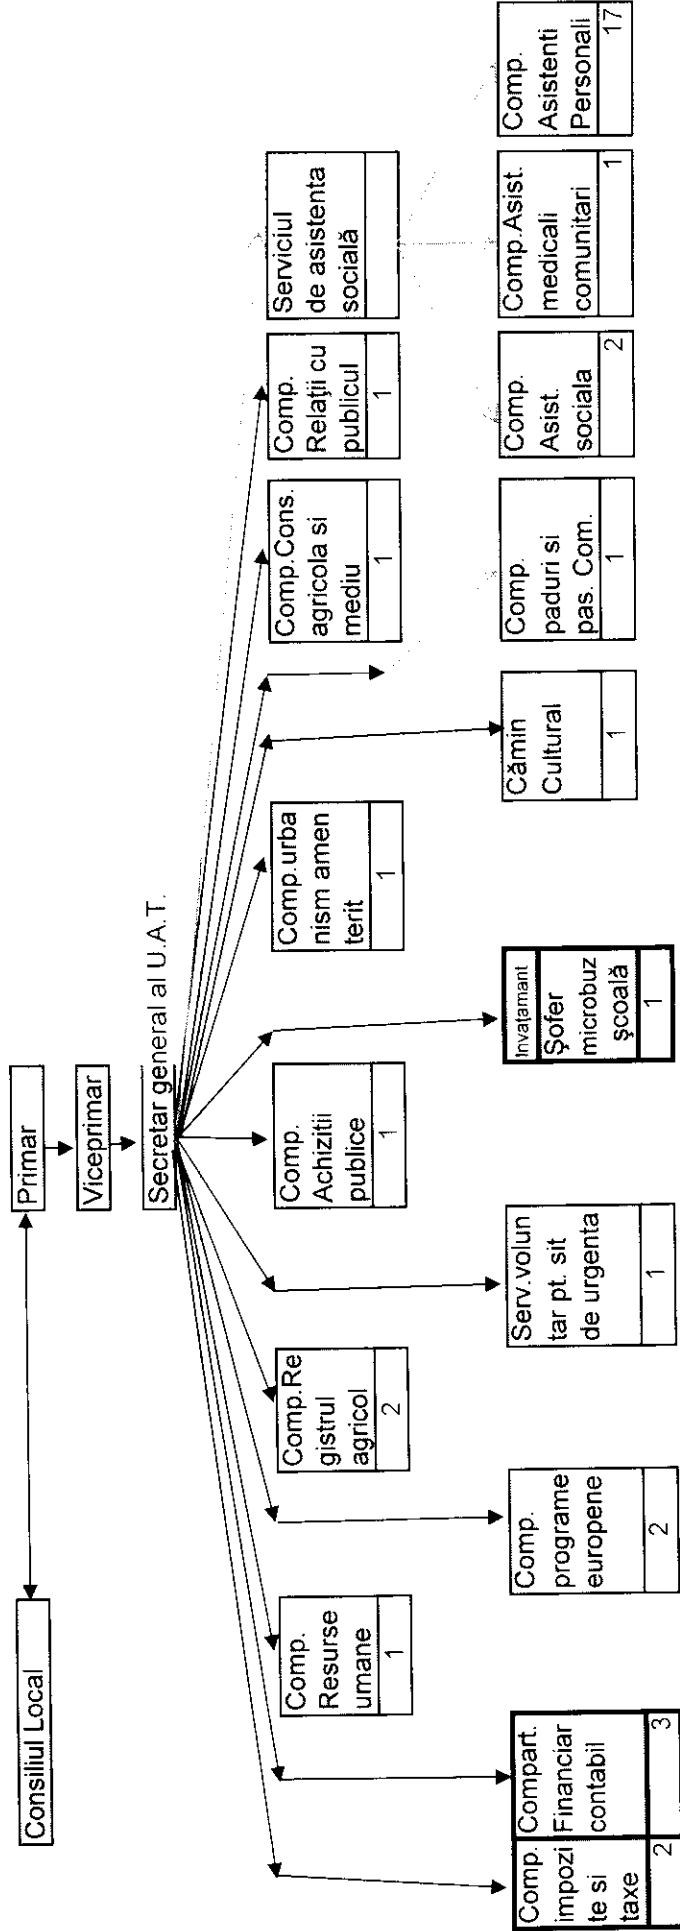 Consiliul Local
Primar
Viceprimar
Secretar general al U.A.T.
Comp.
Resurse
umane
1
Comp.Re
gistrul
agricol
2
Comp.
Achizitii
publice
1
Comp.urba
nism amen
terit
1
Comp.Cons.
agricola si
mediu
1
Comp.
Relaţii cu
publicul
1
Serviciul
de asistenta
socială
Comp.
impozi
te si
taxe
2
Compart.
Financiar
contabil
3
Comp.
programe
europene
2
Serv.volun
tar pt. sit
de urgenta
1
Invaţamant
Şofer
microbuz
şcoală
1
Cămin
Cultural
1
Comp.
paduri si
pas. Com.
1
Comp.
Asist.
sociala
2
Comp.Asist.
medicali
comunitari
1
Comp.
Asistenti
Personali
17